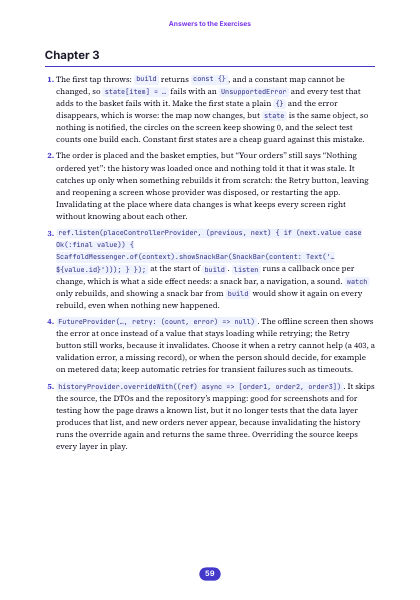 Answers to the Exercises
Chapter 3
1. The first tap throws: build returns const {}, and a constant map cannot be
changed, so state[item] = … fails with an UnsupportedError and every test that
adds to the basket fails with it. Make the first state a plain {} and the error
disappears, which is worse: the map now changes, but state is the same object, so
nothing is notified, the circles on the screen keep showing 0, and the select test
counts one build each. Constant first states are a cheap guard against this mistake.
2. The order is placed and the basket empties, but “Your orders” still says “Nothing
ordered yet”: the history was loaded once and nothing told it that it was stale. It
catches up only when something rebuilds it from scratch: the Retry button, leaving
and reopening a screen whose provider was disposed, or restarting the app.
Invalidating at the place where data changes is what keeps every screen right
without knowing about each other.
3. ref.listen(placeControllerProvider, (previous, next) { if (next.value case
Ok(:final value)) {
ScaffoldMessenger.of(context).showSnackBar(SnackBar(content: Text('…
${value.id}'))); } }); at the start of build. listen runs a callback once per
change, which is what a side effect needs: a snack bar, a navigation, a sound. watch
only rebuilds, and showing a snack bar from build would show it again on every
rebuild, even when nothing new happened.
4. FutureProvider(…, retry: (count, error) => null). The offline screen then shows
the error at once instead of a value that stays loading while retrying; the Retry
button still works, because it invalidates. Choose it when a retry cannot help (a 403, a
validation error, a missing record), or when the person should decide, for example
on metered data; keep automatic retries for transient failures such as timeouts.
5. historyProvider.overrideWith((ref) async => [order1, order2, order3]). It skips
the source, the DTOs and the repository’s mapping: good for screenshots and for
testing how the page draws a known list, but it no longer tests that the data layer
produces that list, and new orders never appear, because invalidating the history
runs the override again and returns the same three. Overriding the source keeps
every layer in play.
59